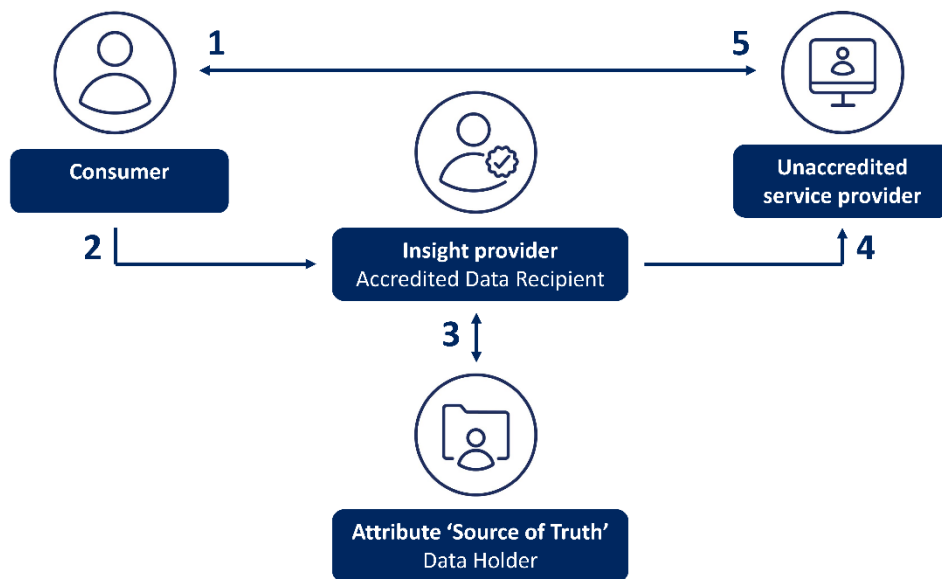 1
5
Consumer
Unaccredited
service provider
2
Insight provider
Accredited Data Recipient
4
3
Attribute ‘Source of Truth’
Data Holder